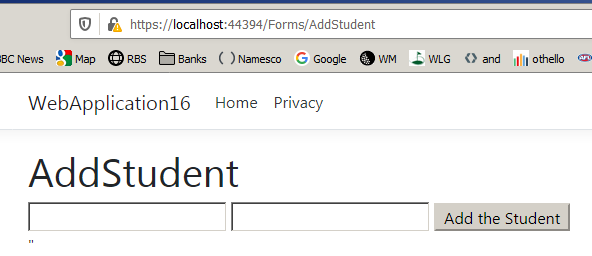 https://localhost:44394/Forms/AddStudent
BBC News Map RBS Banks Namesco Google WM WLG and othello AFL
WebApplication16 Home Privacy
AddStudent
Add the Student
"